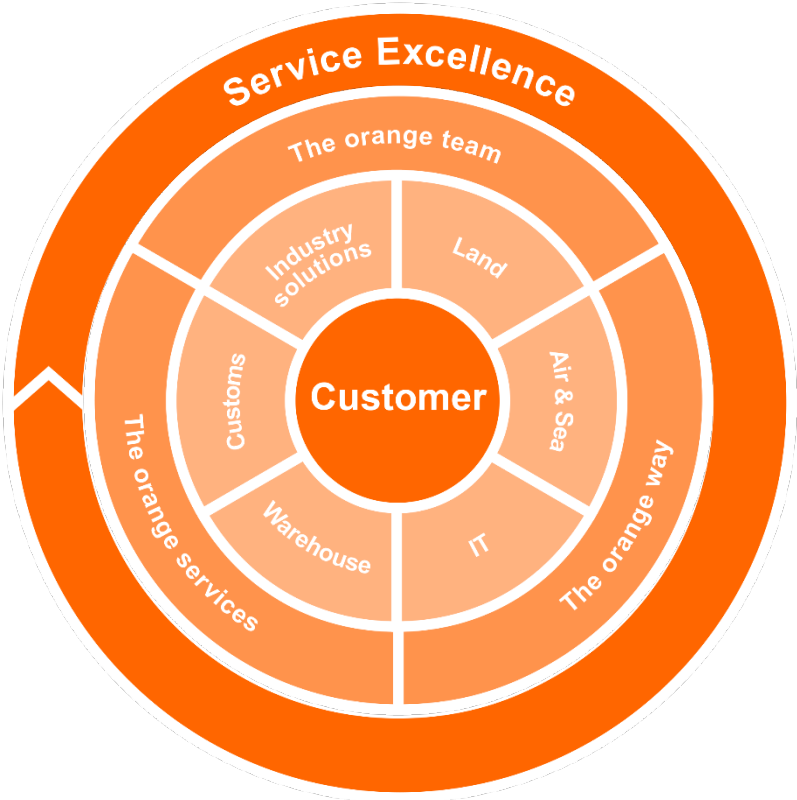 Service Excellence
The orange team
Industry
solutions
Land
Customs
Air & Sea
Customer
Warehouse
IT
The orange services
The orange way